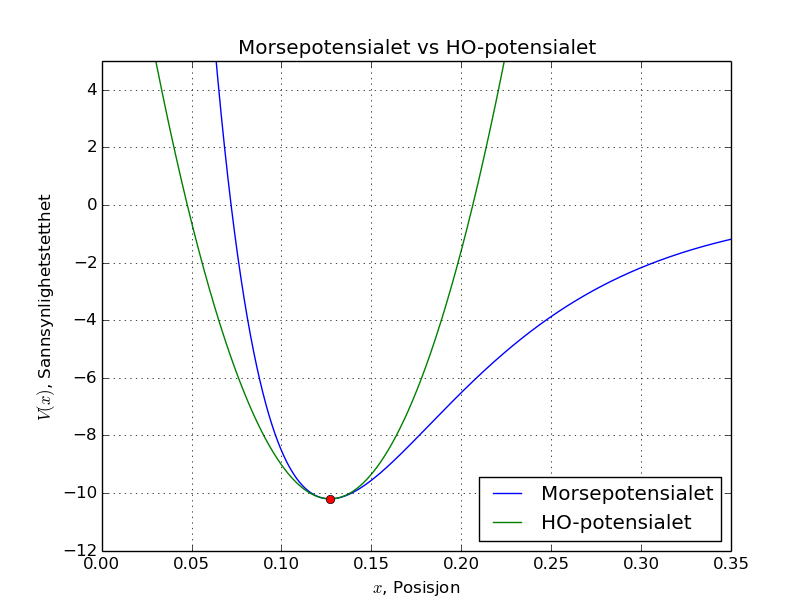 Morsepotensialet vs HO-potensialet
V(x), Sannsynlighetstetthet
4
2
0
−2
−4
−6
−8
−10
−12
0.00 0.05 0.10 0.15 0.20 0.25 0.30 0.35
x, Posisjon
Morsepotensialet
HO-potensialet